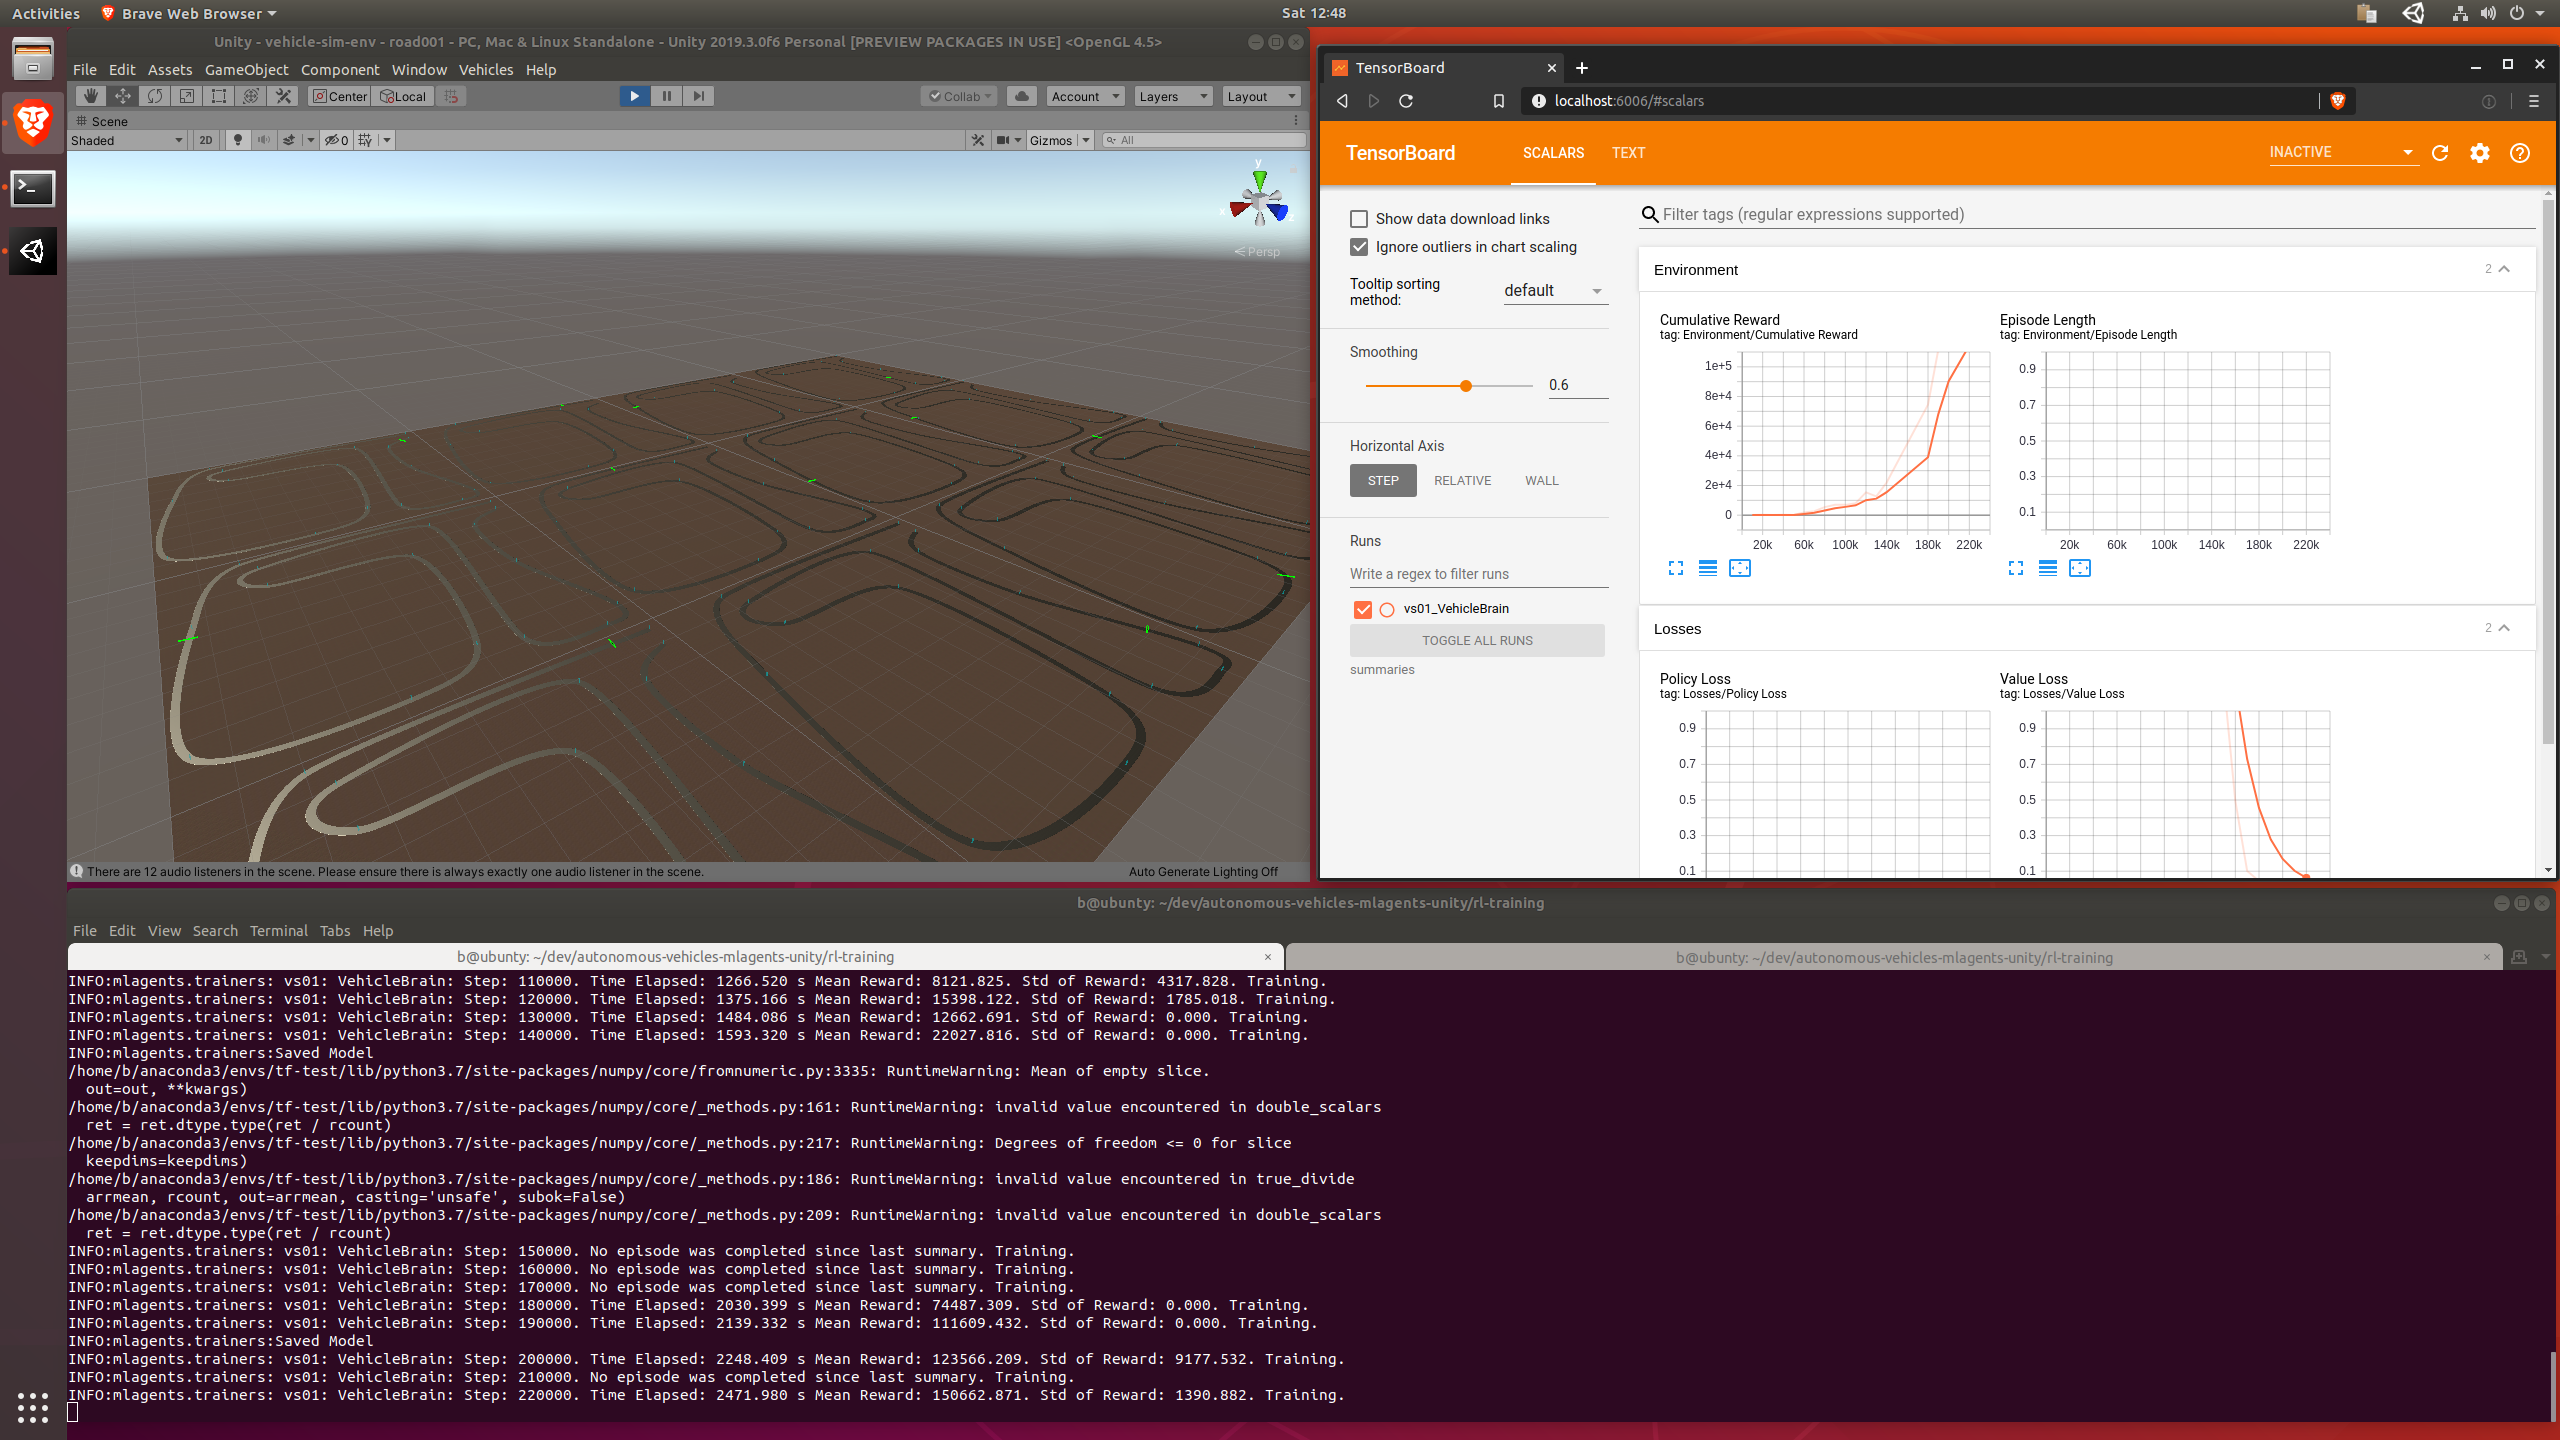 Activities
Brave Web Browser
Sat 12:48
Unity - vehicle-sim-env - road001 - PC, Mac & Linux Standalone - Unity 2019.3.0f6 Personal [PREVIEW PACKAGES IN USE] <OpenGL 4.5>
File Edit Assets GameObject Component Window Vehicles Help
Center Local Collab Account Layers Layout
Scene
Shaded 2D 0 Gizmos All
y
x
z
Persp
There are 12 audio listeners in the scene. Please ensure there is always exactly one audio listener in the scene.
Auto Generate Lighting Off
TensorBoard
localhost:6006/#scalars
TensorBoard SCALARS TEXT INACTIVE
Show data download links
Ignore outliers in chart scaling
Tooltip sorting
method:
default
Smoothing
0.6
Horizontal Axis
STEP RELATIVE WALL
Runs
Write a regex to filter runs
vs01_VehicleBrain
TOGGLE ALL RUNS
summaries
Filter tags (regular expressions supported)
Environment 2
Cumulative Reward
tag: Environment/Cumulative Reward
1e+5
8e+4
6e+4
4e+4
2e+4
0
20k 60k 100k 140k 180k 220k
Episode Length
tag: Environment/Episode Length
0.9
0.7
0.5
0.3
0.1
20k 60k 100k 140k 180k 220k
Losses 2
Policy Loss
tag: Losses/Policy Loss
0.9
0.7
0.5
0.3
0.1
Value Loss
tag: Losses/Value Loss
0.9
0.7
0.5
0.3
0.1
b@ubunty: ~/dev/autonomous-vehicles-mlagents-unity/rl-training
File Edit View Search Terminal Tabs Help
b@ubunty: ~/dev/autonomous-vehicles-mlagents-unity/rl-training
b@ubunty: ~/dev/autonomous-vehicles-mlagents-unity/rl-training
INFO:mlagents.trainers: vs01: VehicleBrain: Step: 110000. Time Elapsed: 1266.520 s Mean Reward: 8121.825. Std of Reward: 4317.828. Training.
INFO:mlagents.trainers: vs01: VehicleBrain: Step: 120000. Time Elapsed: 1375.166 s Mean Reward: 15398.122. Std of Reward: 1785.018. Training.
INFO:mlagents.trainers: vs01: VehicleBrain: Step: 130000. Time Elapsed: 1484.086 s Mean Reward: 12662.691. Std of Reward: 0.000. Training.
INFO:mlagents.trainers: vs01: VehicleBrain: Step: 140000. Time Elapsed: 1593.320 s Mean Reward: 22027.816. Std of Reward: 0.000. Training.
INFO:mlagents.trainers:Saved Model
/home/b/anaconda3/envs/tf-test/lib/python3.7/site-packages/numpy/core/fromnumeric.py:3335: RuntimeWarning: Mean of empty slice.
  out=out, **kwargs)
/home/b/anaconda3/envs/tf-test/lib/python3.7/site-packages/numpy/core/_methods.py:161: RuntimeWarning: invalid value encountered in double_scalars
  ret = ret.dtype.type(ret / rcount)
/home/b/anaconda3/envs/tf-test/lib/python3.7/site-packages/numpy/core/_methods.py:217: RuntimeWarning: Degrees of freedom <= 0 for slice
  keepdims=keepdims)
/home/b/anaconda3/envs/tf-test/lib/python3.7/site-packages/numpy/core/_methods.py:186: RuntimeWarning: invalid value encountered in true_divide
  arrmean, rcount, out=arrmean, casting='unsafe', subok=False)
/home/b/anaconda3/envs/tf-test/lib/python3.7/site-packages/numpy/core/_methods.py:209: RuntimeWarning: invalid value encountered in double_scalars
  ret = ret.dtype.type(ret / rcount)
INFO:mlagents.trainers: vs01: VehicleBrain: Step: 150000. No episode was completed since last summary. Training.
INFO:mlagents.trainers: vs01: VehicleBrain: Step: 160000. No episode was completed since last summary. Training.
INFO:mlagents.trainers: vs01: VehicleBrain: Step: 170000. No episode was completed since last summary. Training.
INFO:mlagents.trainers: vs01: VehicleBrain: Step: 180000. Time Elapsed: 2030.399 s Mean Reward: 74487.309. Std of Reward: 0.000. Training.
INFO:mlagents.trainers: vs01: VehicleBrain: Step: 190000. Time Elapsed: 2139.332 s Mean Reward: 111609.432. Std of Reward: 0.000. Training.
INFO:mlagents.trainers:Saved Model
INFO:mlagents.trainers: vs01: VehicleBrain: Step: 200000. Time Elapsed: 2248.409 s Mean Reward: 123566.209. Std of Reward: 9177.532. Training.
INFO:mlagents.trainers: vs01: VehicleBrain: Step: 210000. No episode was completed since last summary. Training.
INFO:mlagents.trainers: vs01: VehicleBrain: Step: 220000. Time Elapsed: 2471.980 s Mean Reward: 150662.871. Std of Reward: 1390.882. Training.